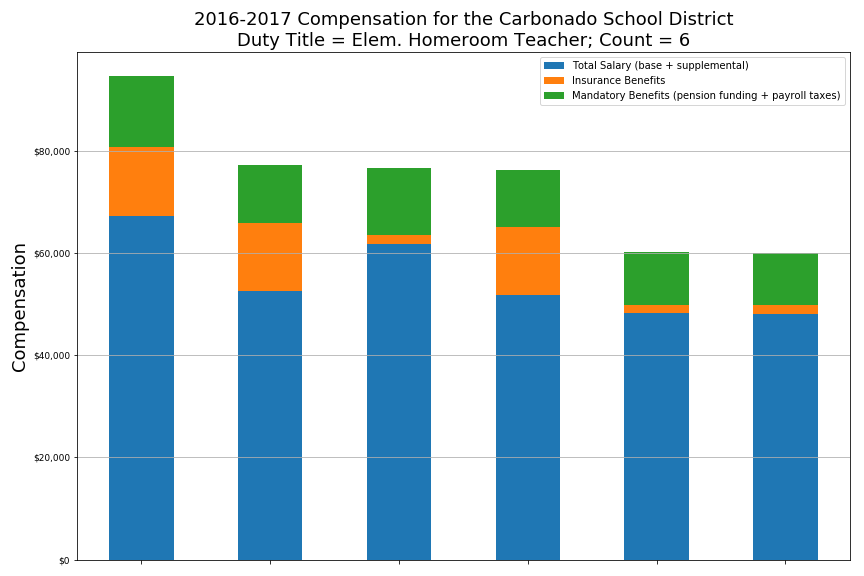 2016-2017 Compensation for the Carbonado School District
Duty Title = Elem. Homeroom Teacher; Count = 6
Total Salary (base + supplemental)
Insurance Benefits
Mandatory Benefits (pension funding + payroll taxes)
Compensation
$80,000
$60,000
$40,000
$20,000
$0